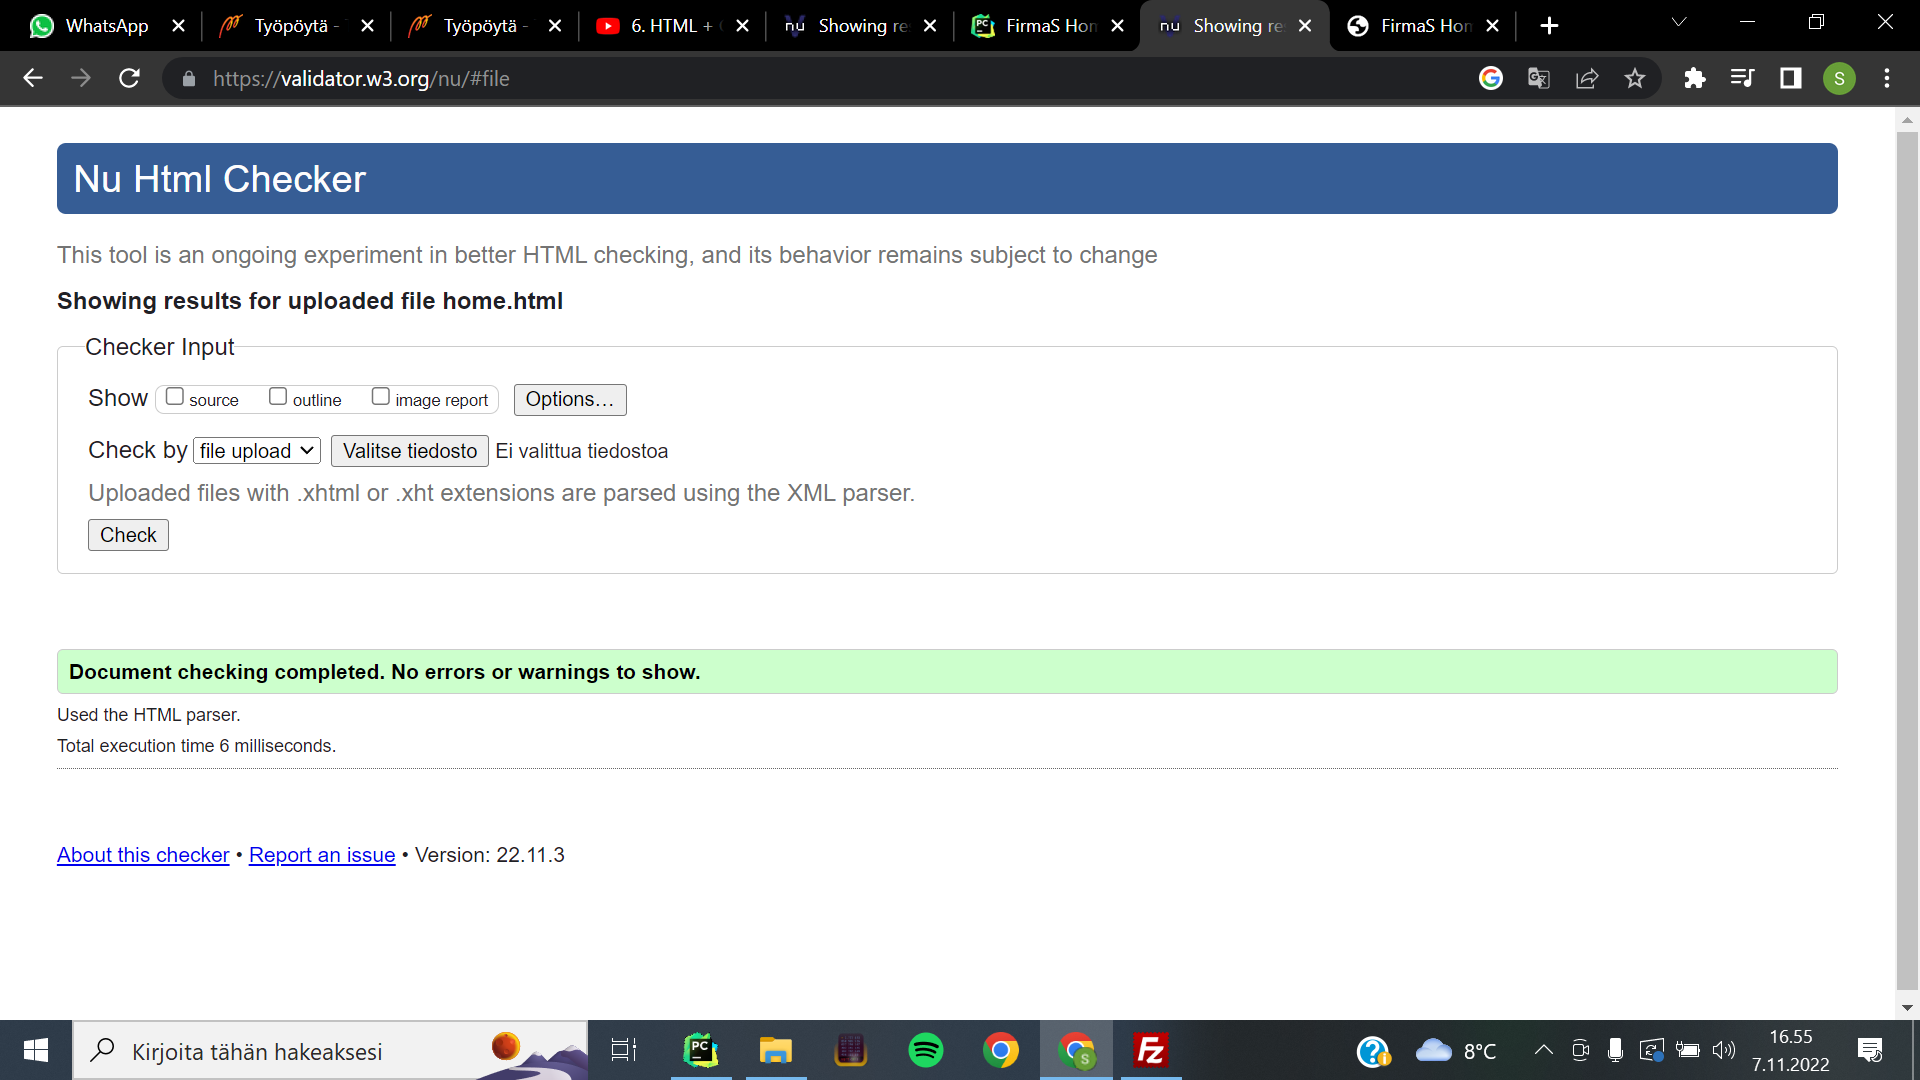 WhatsApp
Työpöytä -
Työpöytä -
6. HTML +
Showing re
FirmaS Hon
Showing re
FirmaS Hon
https://validator.w3.org/nu/#file
S
Nu Html Checker
This tool is an ongoing experiment in better HTML checking, and its behavior remains subject to change
Showing results for uploaded file home.html
Checker Input
Show source outline image report Options...
Check by file upload Valitse tiedosto Ei valittua tiedostoa
Uploaded files with .xhtml or .xht extensions are parsed using the XML parser.
Check
Document checking completed. No errors or warnings to show.
Used the HTML parser.
Total execution time 6 milliseconds.
About this checker • Report an issue • Version: 22.11.3
Kirjoita tähän hakeaksesi
8°C
16.55
7.11.2022